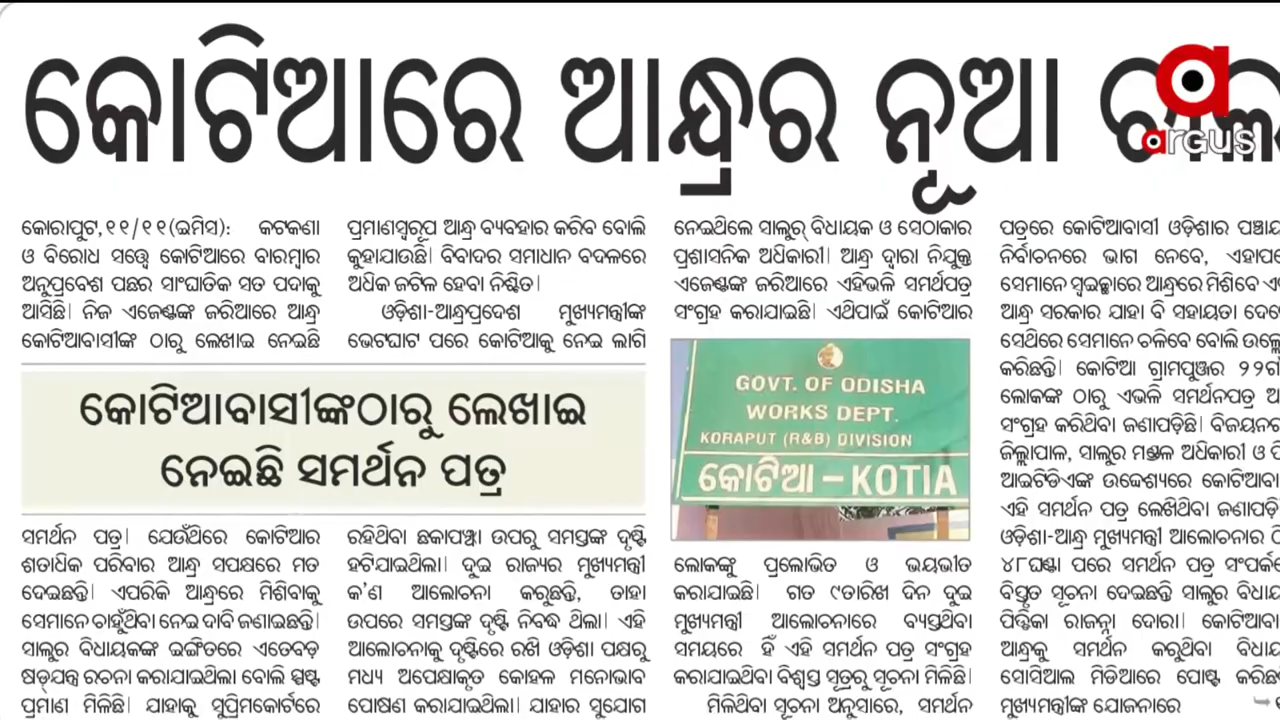 କୋଟିଆରେ ଆନ୍ଧ୍ରର ନୂଆ
argus
କୋରାପୁଟ,୧୧/୧୧(ଇମିସ): କଟକଣା
ଓ ବିରୋଧ ସତ୍ତ୍ୱେ କୋଟିଆରେ ବାରମ୍ବାର
ଅନୁପ୍ରବେଶ ପଛର ସାଂଘାତିକ ସତ ପଦାକୁ
ଆସିଛି। ନିଜ ଏଜେଣ୍ଟଙ୍କ ଜରିଆରେ ଆନ୍ଧ୍ର
କୋଟିଆବାସୀଙ୍କ ଠାରୁ ଲେଖାଇ ନେଇଛି
କୋଟିଆବାସୀଙ୍କଠାରୁ ଲେଖାଇ
ନେଇଛି ସମର୍ଥନ ପତ୍ର
ସମର୍ଥନ ପତ୍ର। ଯେଉଁଥିରେ କୋଟିଆର
ଶତାଧିକ ପରିବାର ଆନ୍ଧ୍ର ସପକ୍ଷରେ ମତ
ଦେଇଛନ୍ତି। ଏପରିକି ଆନ୍ଧ୍ରରେ ମିଶିବାକୁ
ସେମାନେ ଚାହୁଁଥିବା ନେଇ ଦାବି ଜଣାଇଛନ୍ତି।
ସାଲୁର ବିଧାୟକଙ୍କ ଇଙ୍ଗିତରେ ଏତେବଡ଼
ଷଡ଼ଯନ୍ତ୍ର ରଚନା କରାଯାଇଥିଲା ବୋଲି ସ୍ପଷ୍ଟ
ପ୍ରମାଣ ମିଳିଛି। ଯାହାକୁ ସୁପ୍ରିମକୋର୍ଟରେ
ପ୍ରମାଣସ୍ୱରୂପ ଆନ୍ଧ୍ର ବ୍ୟବହାର କରିବ ବୋଲି
କୁହାଯାଉଛି। ବିବାଦର ସମାଧାନ ବଦଳରେ
ଅଧିକ ଜଟିଳ ହେବା ନିଶ୍ଚିତ।
ଓଡ଼ିଶା-ଆନ୍ଧ୍ରପ୍ରଦେଶ ମୁଖ୍ୟମନ୍ତ୍ରୀଙ୍କ
ଭେଟଘାଟ ପରେ କୋଟିଆକୁ ନେଇ ଲାଗି
ରହିଥିବା ଛକାପଞ୍ଝା ଉପରୁ ସମସ୍ତଙ୍କ ଦୃଷ୍ଟି
ହଟିଯାଇଥିଲା। ଦୁଇ ରାଜ୍ୟର ମୁଖ୍ୟମନ୍ତ୍ରୀ
କ'ଣ ଆଲୋଚନା କରୁଛନ୍ତି, ତାହା
ଉପରେ ସମସ୍ତଙ୍କ ଦୃଷ୍ଟି ନିବଦ୍ଧ ଥିଲା। ଏହି
ଆଲୋଚନାକୁ ଦୃଷ୍ଟିରେ ରଖି ଓଡ଼ିଶା ପକ୍ଷରୁ
ମଧ୍ୟ ଅପେକ୍ଷାକୃତ କୋହଳ ମନୋଭାବ
ପୋଷଣ କରାଯାଇଥିଲା। ଯାହାର ସୁଯୋଗ
ନେଇଥିଲେ ସାଲୁର୍ ବିଧାୟକ ଓ ସେଠାକାର
ପ୍ରଶାସନିକ ଅଧିକାରୀ। ଆନ୍ଧ୍ର ଦ୍ୱାରା ନିଯୁକ୍ତ
ଏଜେଣ୍ଟଙ୍କ ଜରିଆରେ ଏହିଭଳି ସମର୍ଥପତ୍ର
ସଂଗ୍ରହ କରାଯାଇଛି। ଏଥିପାଇଁ କୋଟିଆର
GOVT. OF ODISHA
WORKS DEPT.
KORAPUT (R&B) DIVISION
କୋଟିଆ – KOTIA
ଲୋକଙ୍କୁ ପ୍ରଲୋଭିତ ଓ ଭୟଭୀତ
କରାଯାଇଛି। ଗତ ୯ତାରିଖ ଦିନ ଦୁଇ
ମୁଖ୍ୟମନ୍ତ୍ରୀ ଆଲୋଚନାରେ ବ୍ୟସ୍ତଥିବା
ସମୟରେ ହିଁ ଏହି ସମର୍ଥନ ପତ୍ର ସଂଗ୍ରହ
କରାଯାଇଥିବା ବିଶ୍ୱସ୍ତ ସୂତ୍ରରୁ ସୂଚନା ମିଳିଛି।
ମିଳିଥିବା ସୂଚନା ଅନୁସାରେ, ସମର୍ଥନ
ପତ୍ରରେ କୋଟିଆବାସୀ ଓଡ଼ିଶାର
ନିର୍ବାଚନରେ ଭାଗ ନେବେ,
ସେମାନେ ସ୍ୱଇଚ୍ଛାରେ ଆନ୍ଧ୍ରରେ ମିଶିବେ
ଆନ୍ଧ୍ର ସରକାର ଯାହା ବି ସହାୟତା
ସେଥିରେ ସେମାନେ ଚଳିବେ ବୋଲି
କରିଛନ୍ତି। କୋଟିଆ ଗ୍ରାମପୁଞ୍ଜର
ଲୋକଙ୍କ ଠାରୁ ଏଭଳି ସମର୍ଥନପତ୍ର
ସଂଗ୍ରହ କରିଥିବା ଜଣାପଡ଼ିଛି।
ଜିଲ୍ଲାପାଳ, ସାଲୁର ମଣ୍ଡଳ ଅଧିକାରୀ ଓ
ଆଇଟିଡିଏଙ୍କ ଉଦ୍ଦେଶ୍ୟରେ
ଏହି ସମର୍ଥନ ପତ୍ର ଲେଖିଥିବା
ଓଡ଼ିଶା-ଆନ୍ଧ୍ର ମୁଖ୍ୟମନ୍ତ୍ରୀ ଆଲୋଚନାର
୪୮ଘଣ୍ଟା ପରେ ସମର୍ଥନ ପତ୍ର
ବିସ୍ତୃତ ସୂଚନା ଦେଇଛନ୍ତି ସାଲୁର
ପିଡ୍ଡିକା ରାଜନ୍ନା ଦୋରା।
ଆନ୍ଧ୍ରକୁ ସମର୍ଥନ କରୁଥିବା
ସୋସିଆଲ ମିଡିଆରେ ପୋଷ୍ଟ
ମୁଖ୍ୟମନ୍ତ୍ରୀଙ୍କ ଯୋଜନାରେ